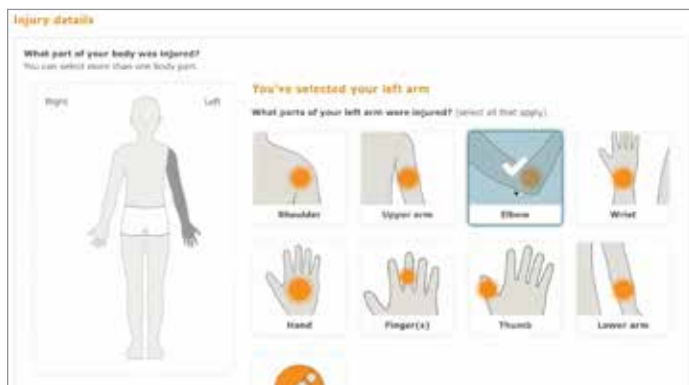 Injury details
What part of your body was injured?
You can select more than one body part.
Right
Left
You've selected your left arm
What parts of your left arm were injured? (select all that apply)
Shoulder
Upper arm
Elbow
Wrist
Hand
Finger(s)
Thumb
Lower arm